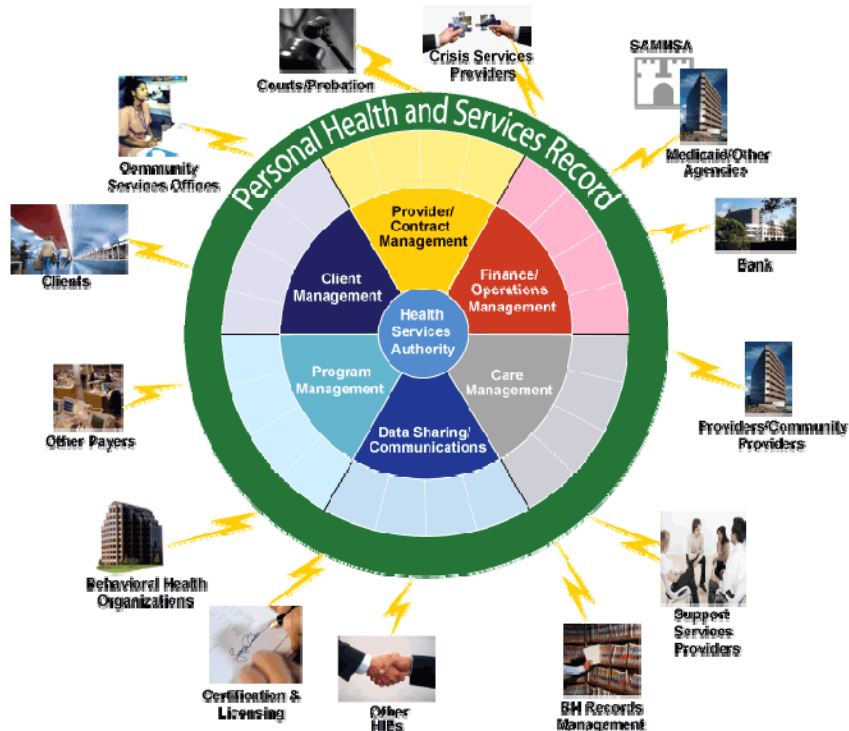 Crisis Services
Providers
SAMHSA
Courts/Probation
Personal Health and Services Record
Medicaid/Other
Agencies
Community
Services Offices
Provider/
Contract
Management
Bank
Clients
Client
Management
Finance/
Operations
Management
Health
Services
Authority
Program
Management
Care
Management
Other Payers
Providers/Community
Providers
Data Sharing/
Communications
Behavioral Health
Organizations
Support
Services
Providers
Certification &
Licensing
Other
HIEs
BH Records
Management